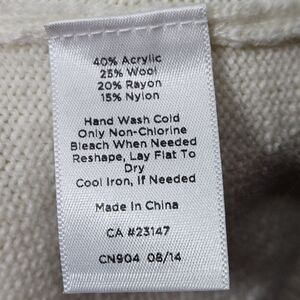 40% Acrylic
25% Wool
20% Rayon
15% Nylon
Hand Wash Cold
Only Non-Chlorine
Bleach When Needed
Reshape, Lay Flat To
Dry
Cool Iron, If Needed
Made In China
CA #23147
CN904 08/14